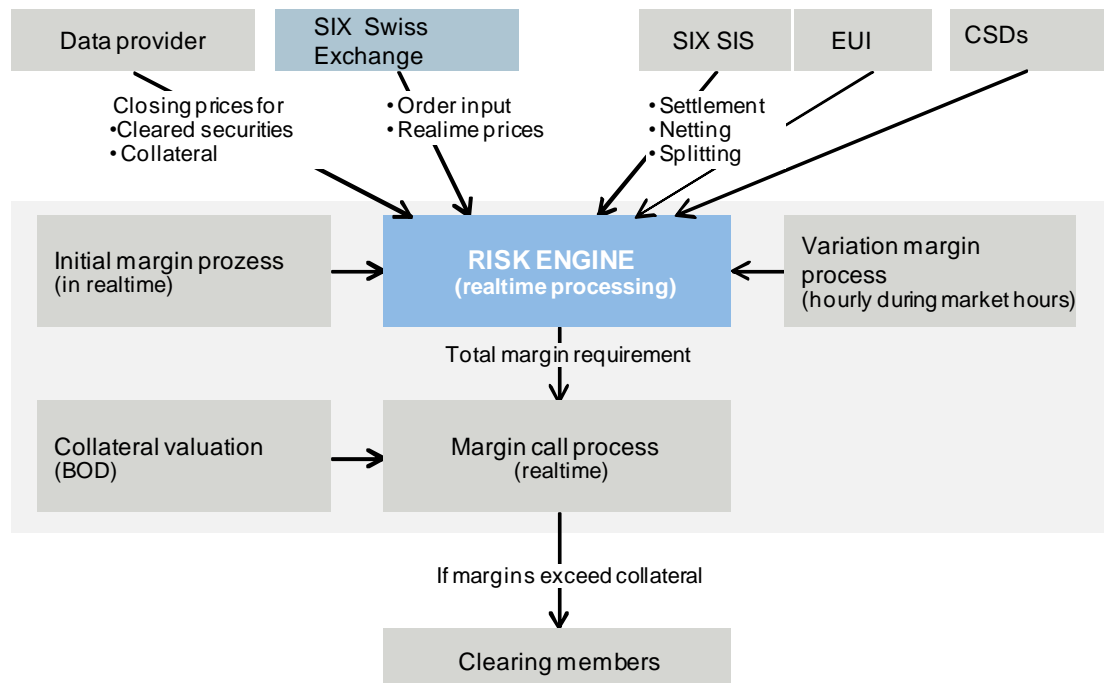 Data provider
SIX Swiss
Exchange
SIX SIS
EUI
CSDs
Closing prices for
•Cleared securities
•Collateral
•Order input
•Realime prices
•Settlement
•Netting
•Splitting
Initial margin prozess
(in realtime)
RISK ENGINE
(realtime processing)
Variation margin
process
(hourly during market hours)
Total margin requirement
Collateral valuation
(BOD)
Margin call process
(realtime)
If margins exceed collateral
Clearing members